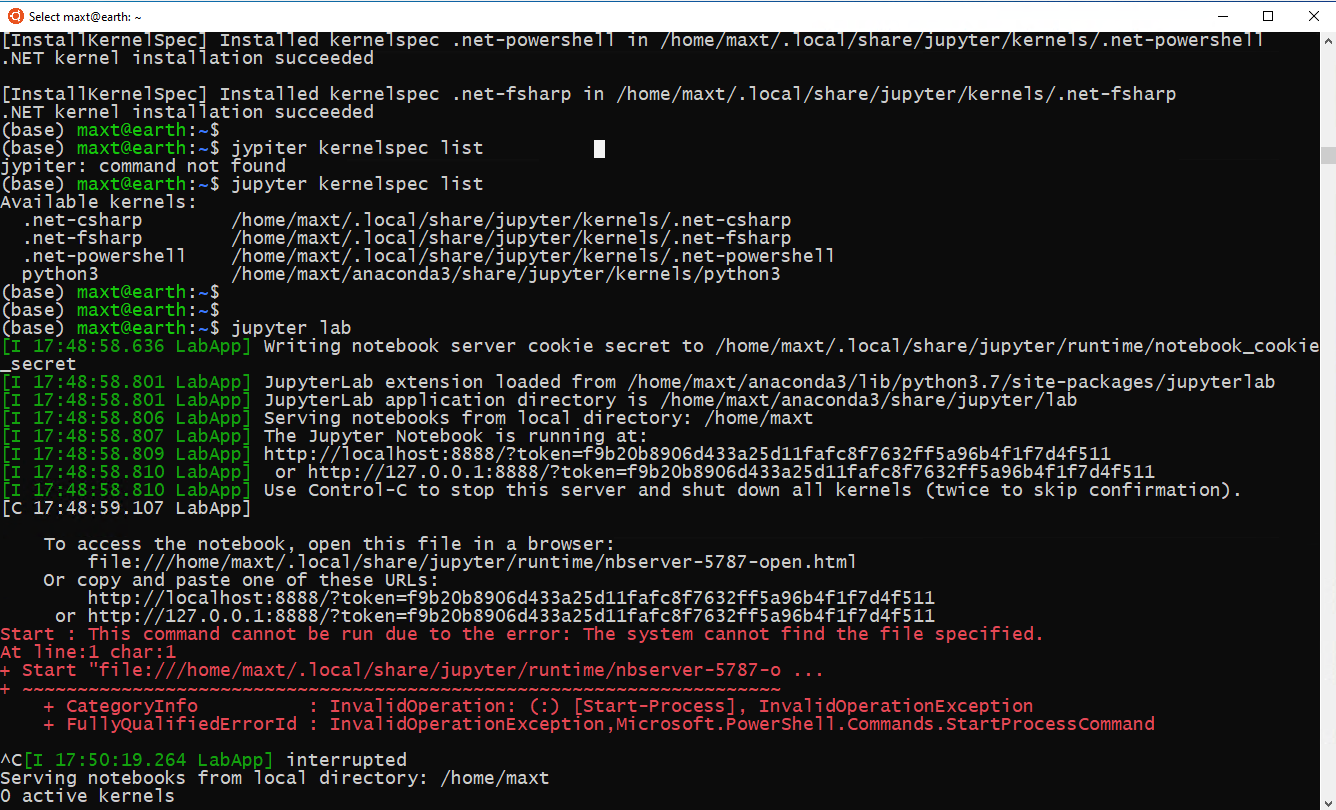 Select maxt@earth: ~
[InstallKernelSpec] Installed kernelspec .net-powershell in /home/maxt/.local/share/jupyter/kernels/.net-powershell
.NET kernel installation succeeded
[InstallKernelSpec] Installed kernelspec .net-fsharp in /home/maxt/.local/share/jupyter/kernels/.net-fsharp
.NET kernel installation succeeded
(base) maxt@earth:~$
(base) maxt@earth:~$ jypiter kernelspec list
jypiter: command not found
(base) maxt@earth:~$ jupyter kernelspec list
Available kernels:
  .net-csharp        /home/maxt/.local/share/jupyter/kernels/.net-csharp
  .net-fsharp        /home/maxt/.local/share/jupyter/kernels/.net-fsharp
  .net-powershell    /home/maxt/.local/share/jupyter/kernels/.net-powershell
  python3            /home/maxt/anaconda3/share/jupyter/kernels/python3
(base) maxt@earth:~$
(base) maxt@earth:~$
(base) maxt@earth:~$ jupyter lab
[I 17:48:58.636 LabApp] Writing notebook server cookie secret to /home/maxt/.local/share/jupyter/runtime/notebook_cookie
_secret
[I 17:48:58.801 LabApp] JupyterLab extension loaded from /home/maxt/anaconda3/lib/python3.7/site-packages/jupyterlab
[I 17:48:58.801 LabApp] JupyterLab application directory is /home/maxt/anaconda3/share/jupyter/lab
[I 17:48:58.806 LabApp] Serving notebooks from local directory: /home/maxt
[I 17:48:58.807 LabApp] The Jupyter Notebook is running at:
[I 17:48:58.809 LabApp] http://localhost:8888/?token=f9b20b8906d433a25d11fafc8f7632ff5a96b4f1f7d4f511
[I 17:48:58.810 LabApp]  or http://127.0.0.1:8888/?token=f9b20b8906d433a25d11fafc8f7632ff5a96b4f1f7d4f511
[I 17:48:58.810 LabApp] Use Control-C to stop this server and shut down all kernels (twice to skip confirmation).
[C 17:48:59.107 LabApp]
    To access the notebook, open this file in a browser:
        file:///home/maxt/.local/share/jupyter/runtime/nbserver-5787-open.html
    Or copy and paste one of these URLs:
        http://localhost:8888/?token=f9b20b8906d433a25d11fafc8f7632ff5a96b4f1f7d4f511
     or http://127.0.0.1:8888/?token=f9b20b8906d433a25d11fafc8f7632ff5a96b4f1f7d4f511
Start : This command cannot be run due to the error: The system cannot find the file specified.
At line:1 char:1
+ Start "file:///home/maxt/.local/share/jupyter/runtime/nbserver-5787-o ...
+ ~~~~~~~~~~~~~~~~~~~~~~~~~~~~~~~~~~~~~~~~~~~~~~~~~~~~~~~~~~~~~~~~~~~~~
    + CategoryInfo          : InvalidOperation: (:) [Start-Process], InvalidOperationException
    + FullyQualifiedErrorId : InvalidOperationException,Microsoft.PowerShell.Commands.StartProcessCommand
^C[I 17:50:19.264 LabApp] interrupted
Serving notebooks from local directory: /home/maxt
0 active kernels